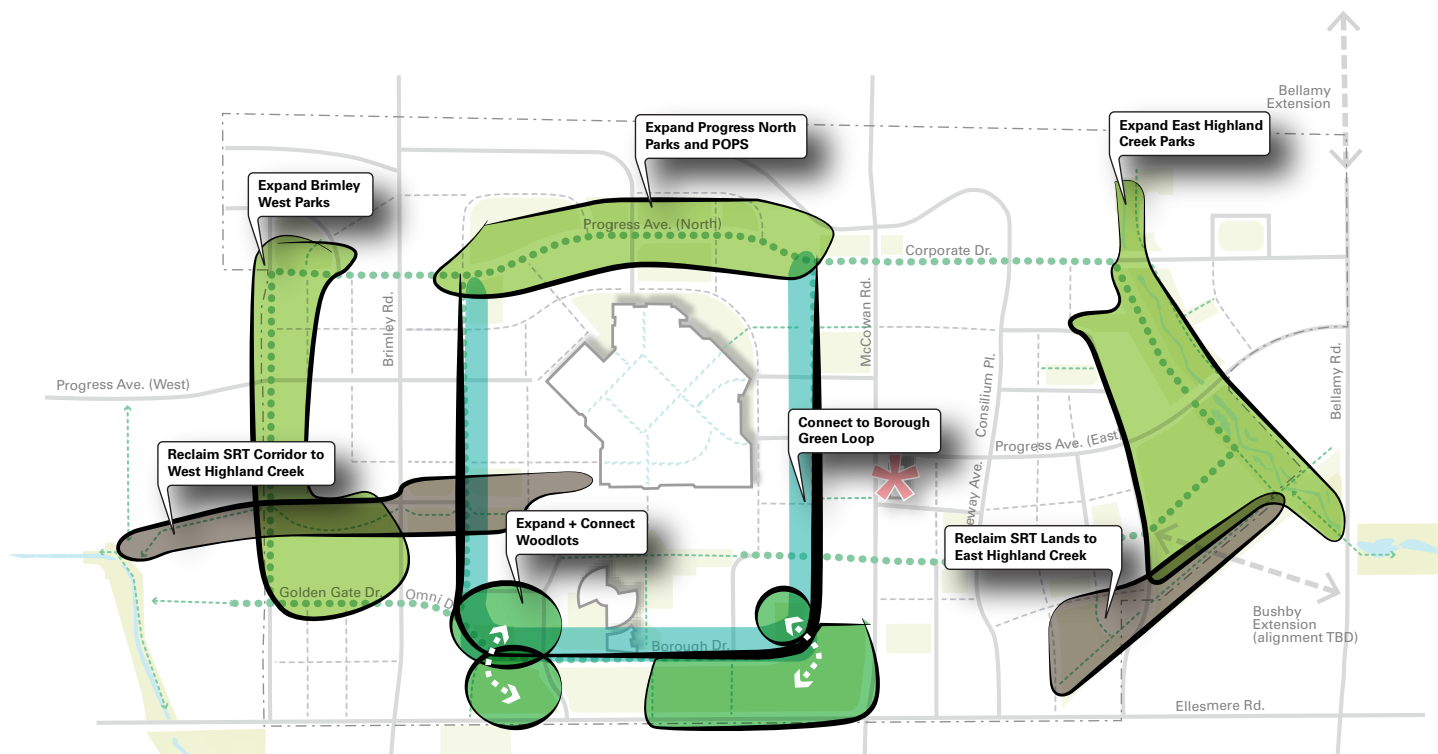 Bellamy
Extension
Expand East Highland
Creek Parks
Expand Progress North
Parks and POPS
Expand Brimley
West Parks
Progress Ave. (North)
Corporate Dr.
Brimley Rd.
McCowan Rd.
Consilium Pl.
Bellamy Rd.
Progress Ave. (West)
Connect to Borough
Green Loop
Progress Ave. (East)
Reclaim SRT Corridor to
West Highland Creek
Expand + Connect
Woodlots
Reclaim SRT Lands to
East Highland Creek
Golden Gate Dr.
Omni
Borough Dr.
Bushby
Extension
(alignment TBD)
Ellesmere Rd.